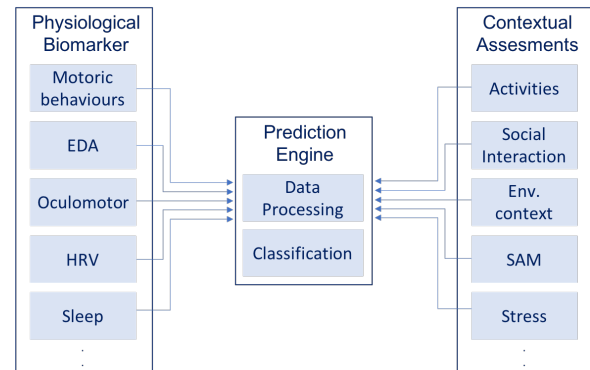 Physiological
Biomarker
Motoric
behaviours
EDA
Oculomotor
HRV
Sleep
.
.
Prediction
Engine
Data
Processing
Classification
Contextual
Assesments
Activities
Social
Interaction
Env.
context
SAM
Stress
.
.